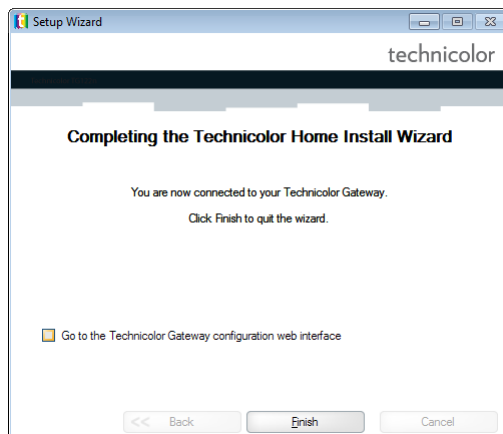 Setup Wizard
technicolor
Completing the Technicolor Home Install Wizard
You are now connected to your Technicolor Gateway.
Click Finish to quit the wizard.
Go to the Technicolor Gateway configuration web interface
<< Back
Finish
Cancel